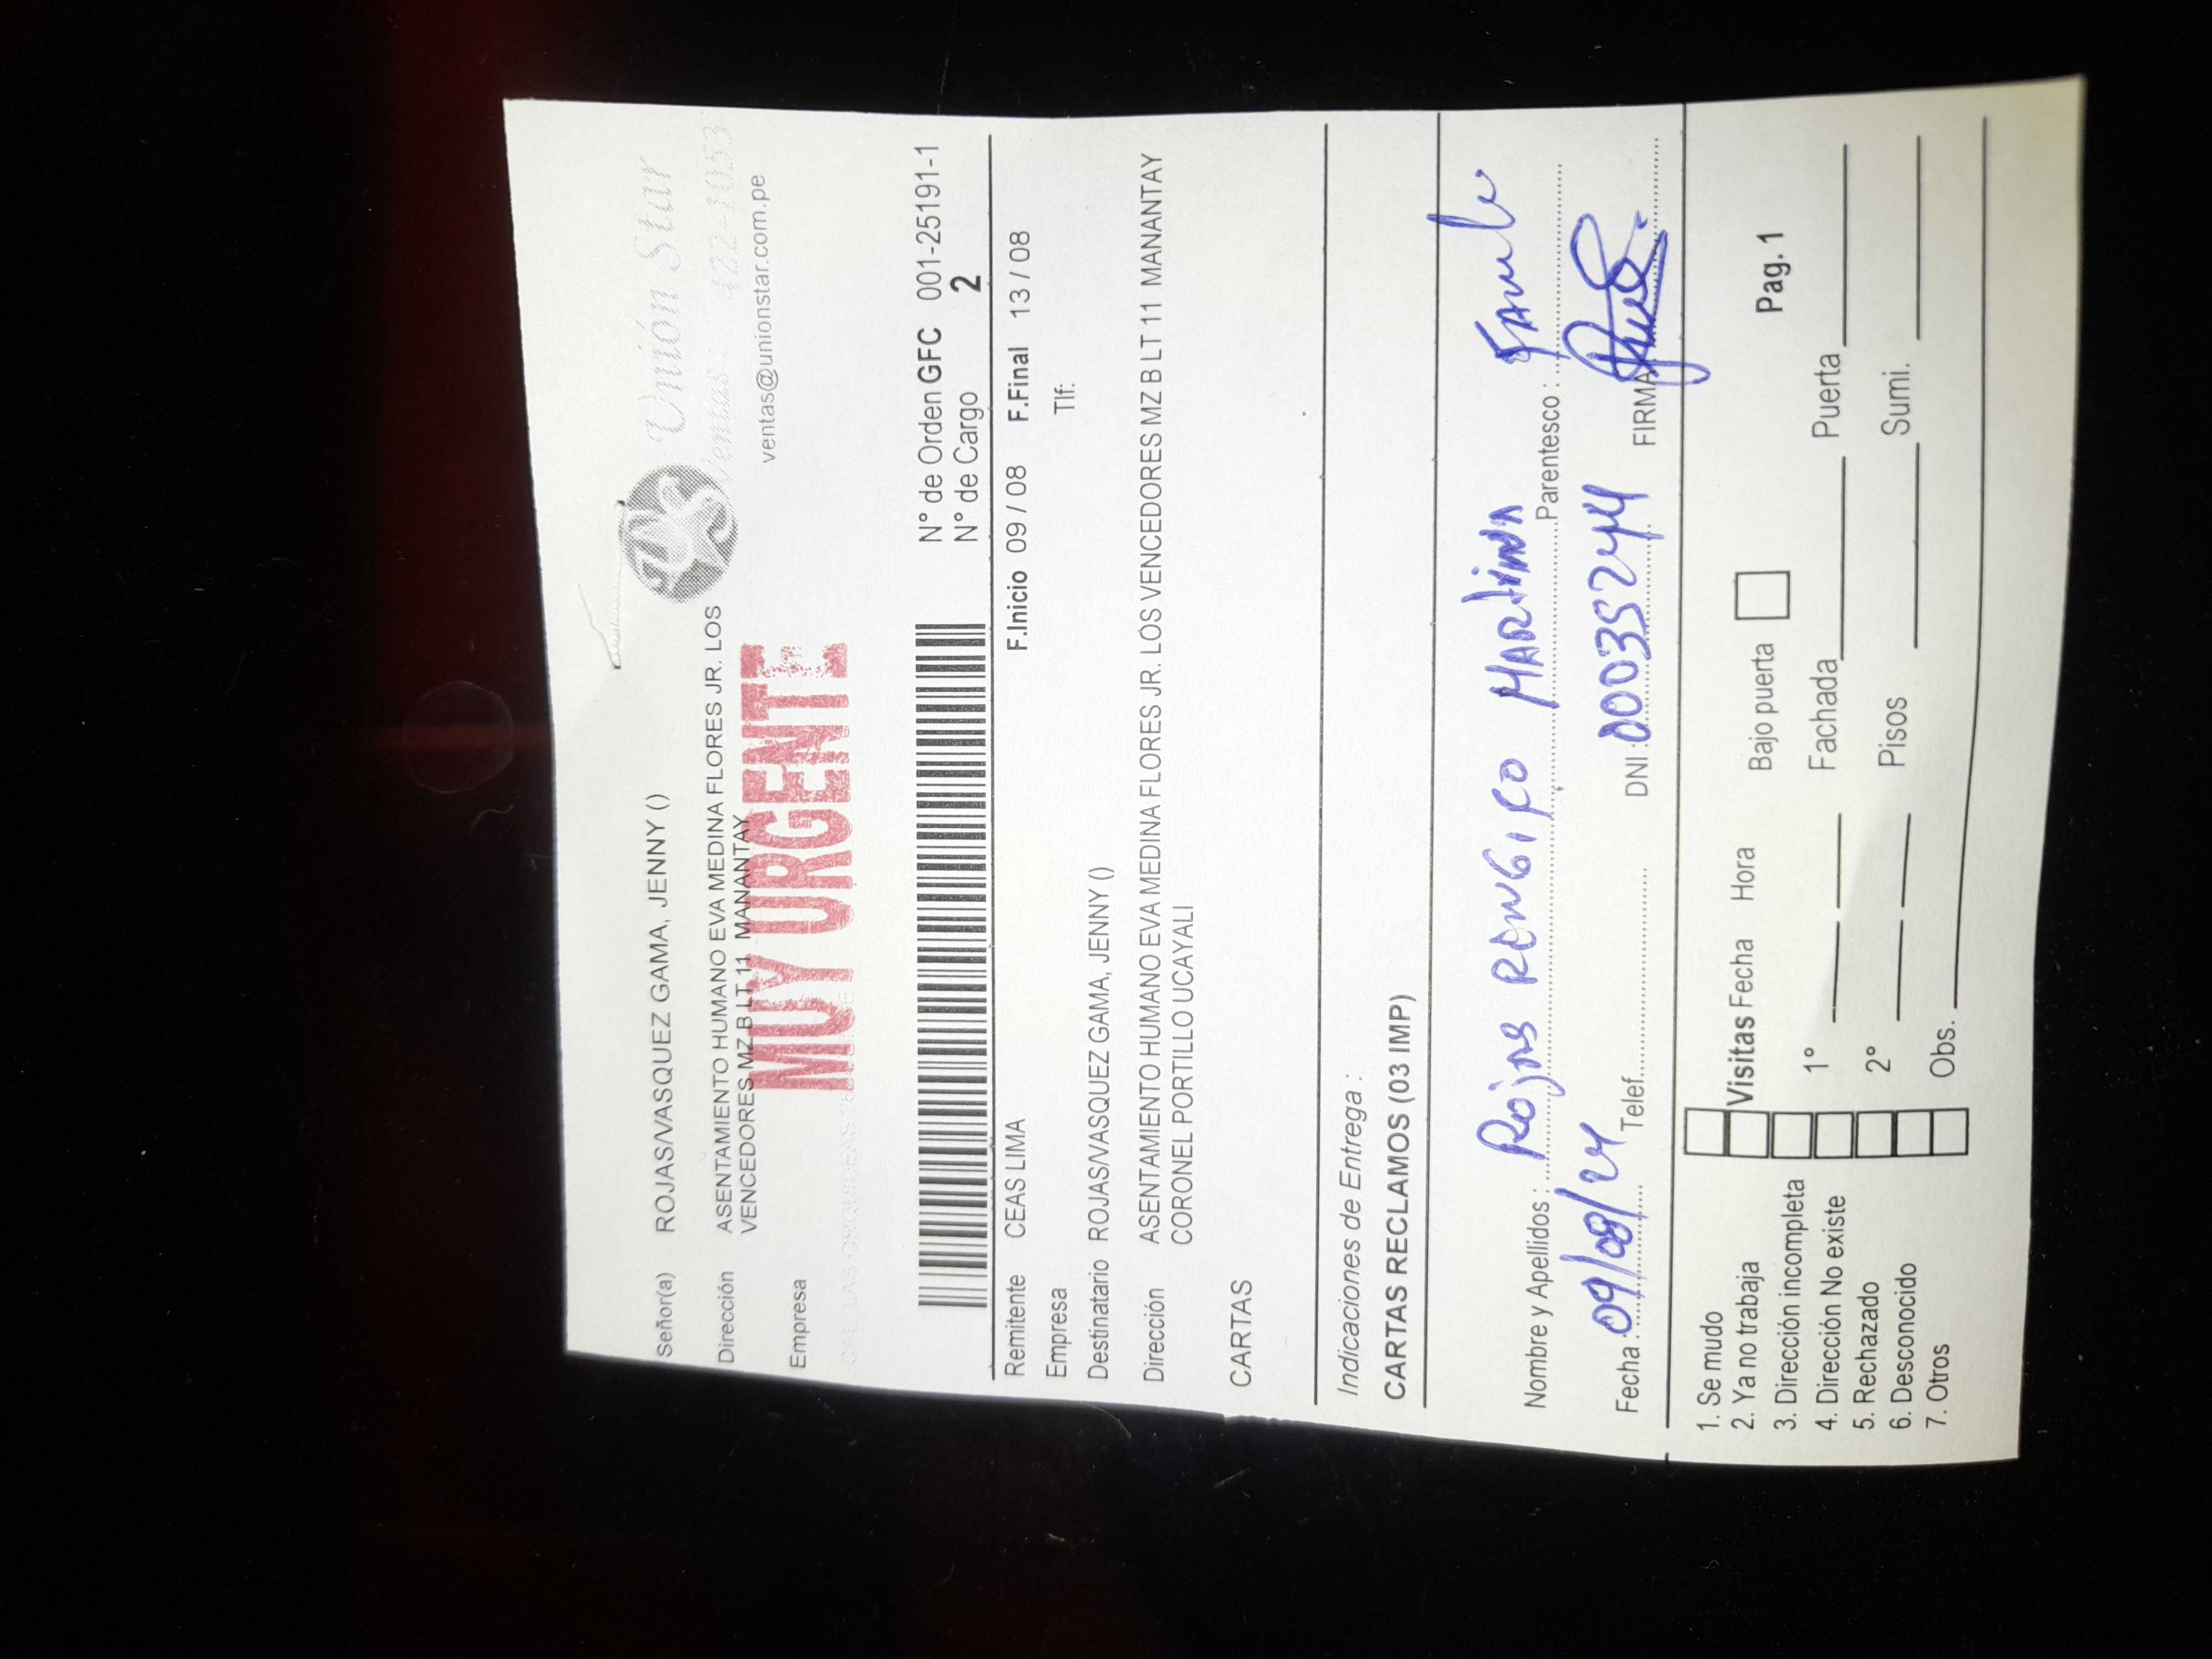 Unión Star
Ventas 422-1053
ventas@unionstar.com.pe
Señor(a) ROJAS/VASQUEZ GAMA, JENNY ()
Dirección ASENTAMIENTO HUMANO EVA MEDINA FLORES JR. LOS
VENCEDORES MZ B LT 11 MANANTAY
MUY URGENTE
Empresa
N° de Orden GFC 001-25191-1
N° de Cargo 2
Remitente CEAS LIMA F.Inicio 09 / 08 F.Final 13 / 08
Empresa Tlf:
Destinatario ROJAS/VASQUEZ GAMA, JENNY ()
Dirección ASENTAMIENTO HUMANO EVA MEDINA FLORES JR. LOS VENCEDORES MZ B LT 11 MANANTAY
CORONEL PORTILLO UCAYALI
CARTAS
Indicaciones de Entrega :
CARTAS RECLAMOS (03 IMP)
Nombre y Apellidos : Rojas MARTINA Parentesco :
Fecha : 09/08/24 Telef. DNI : FIRMA
1. Se mudo
2. Ya no trabaja Visitas Fecha Hora Bajo puerta Pag. 1
3. Dirección incompleta
4. Dirección No existe 1° Fachada Puerta
5. Rechazado
6. Desconocido 2° Pisos Sumi.
7. Otros Obs.